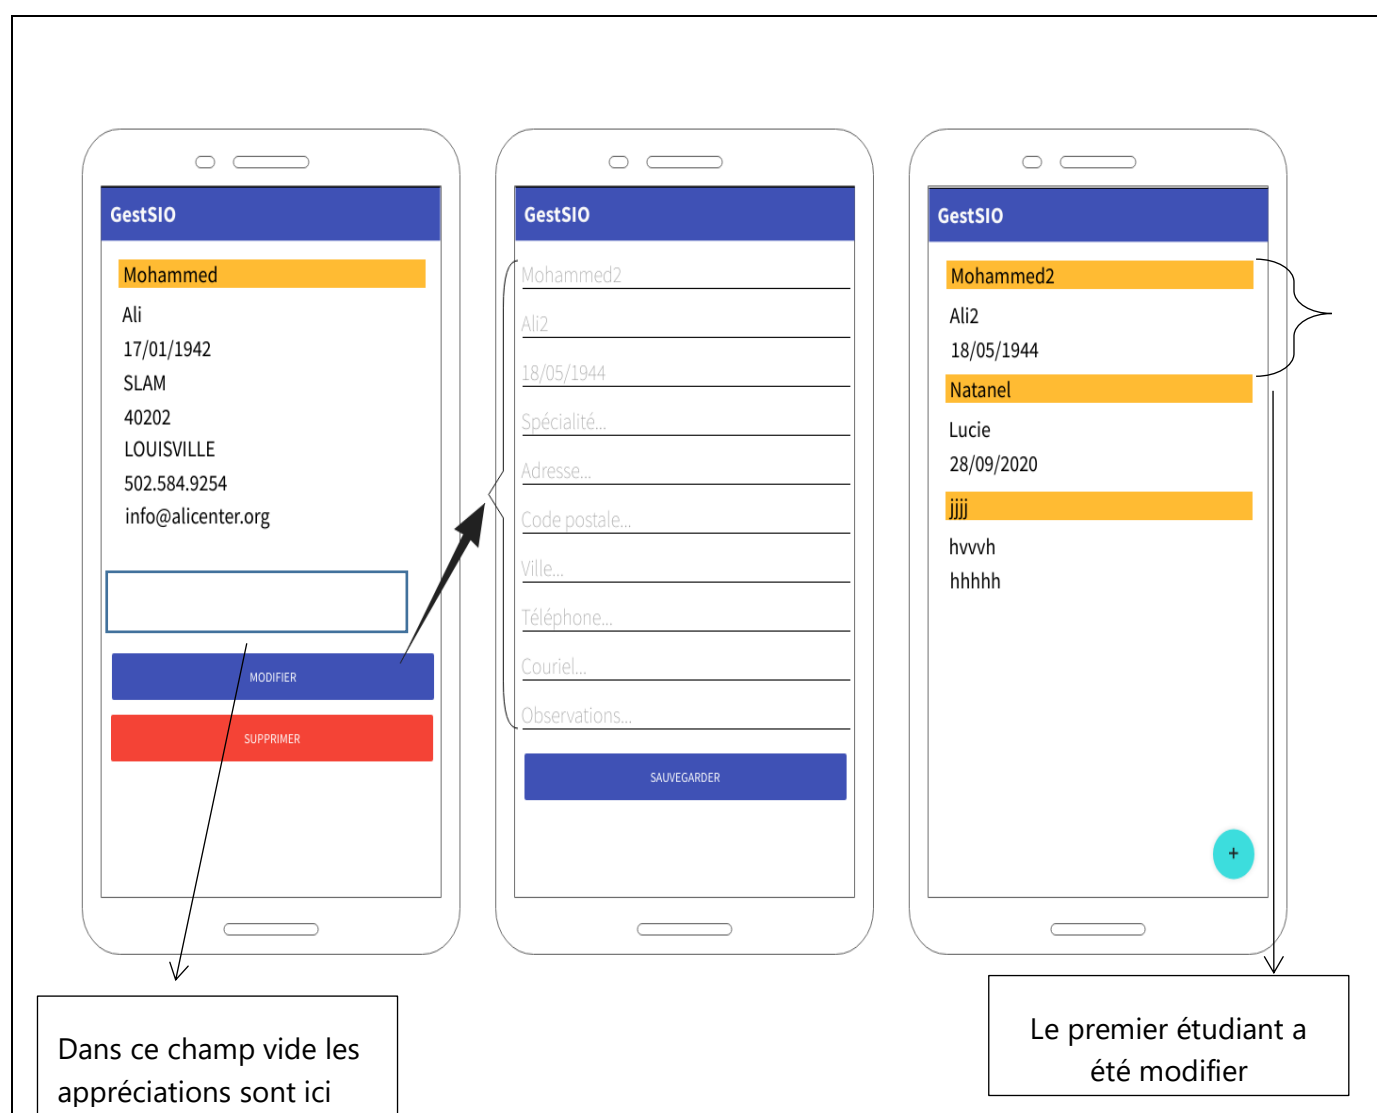 GestSIO
Mohammed
Ali
17/01/1942
SLAM
40202
LOUISVILLE
502.584.9254
info@alicenter.org
MODIFIER
SUPPRIMER
GestSIO
Mohammed2
Ali2
18/05/1944
Spécialité...
Adresse...
Code postale...
Ville...
Téléphone...
Couriel...
Observations...
SAUVEGARDER
GestSIO
Mohammed2
Ali2
18/05/1944
Natanel
Lucie
28/09/2020
jjjj
hvvvh
hhhhh
+
Dans ce champ vide les
appréciations sont ici
Le premier étudiant a
été modifier